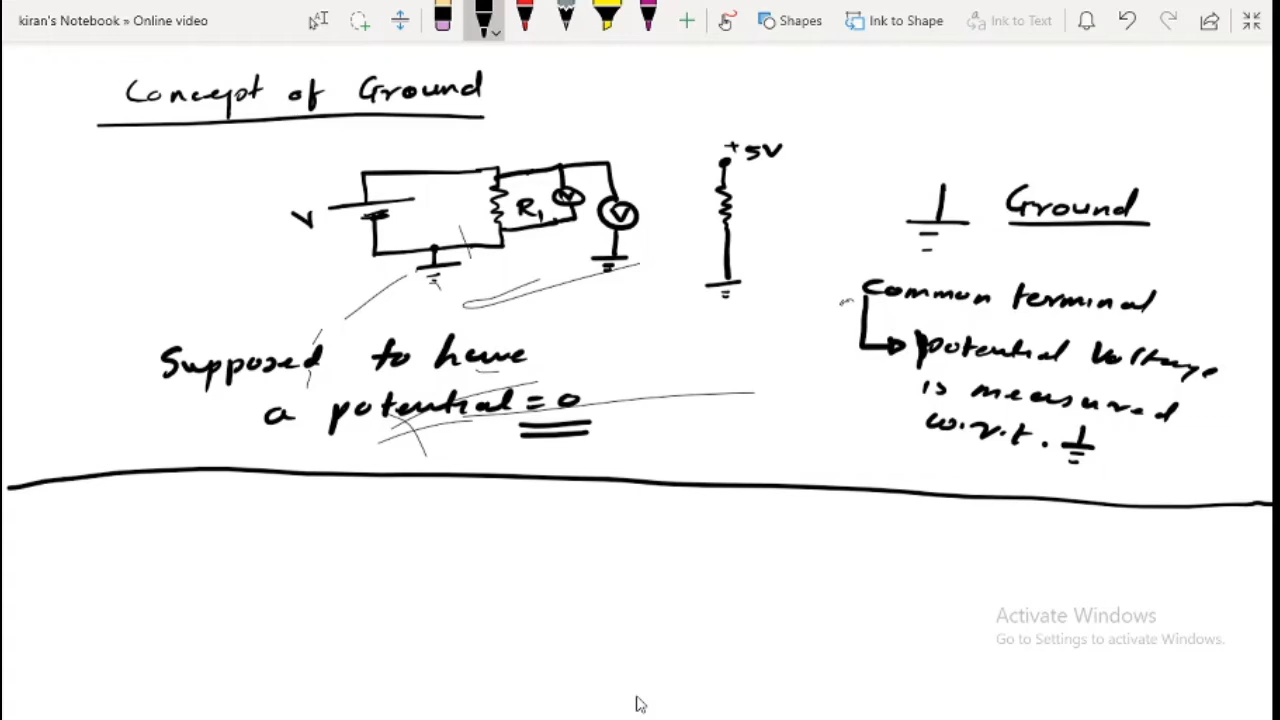 kiran's Notebook » Online video
Shapes
Ink to Shape
Ink to Text
Concept of Ground
V
R1
V
V
+5V
Ground
Supposed to have
a potential = 0
Common terminal
potential Voltage
is measured
w.r.t.
Activate Windows
Go to Settings to activate Windows.